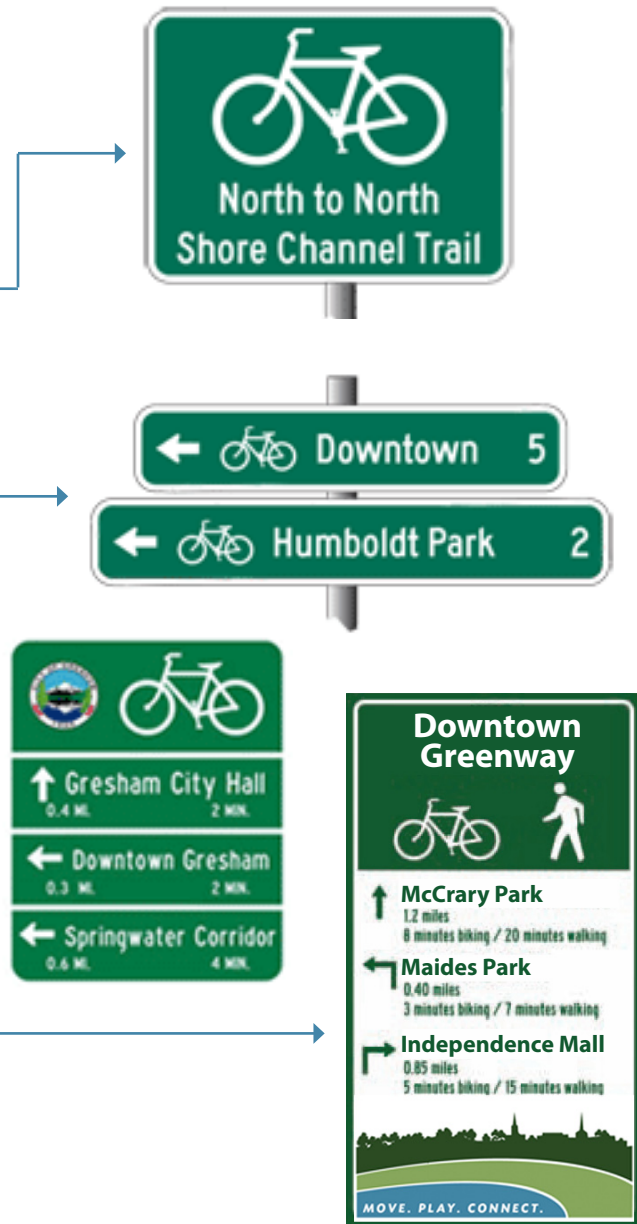 North to North
Shore Channel Trail
Downtown 5
Humboldt Park 2
Gresham City Hall
0.4 MI. 2 MIN.
Downtown Gresham
0.3 MI. 2 MIN.
Springwater Corridor
0.6 MI. 4 MIN.
Downtown
Greenway
McCrary Park
1.2 miles
8 minutes biking / 20 minutes walking
Maides Park
0.40 miles
3 minutes biking / 7 minutes walking
Independence Mall
0.85 miles
5 minutes biking / 15 minutes walking
MOVE. PLAY. CONNECT.